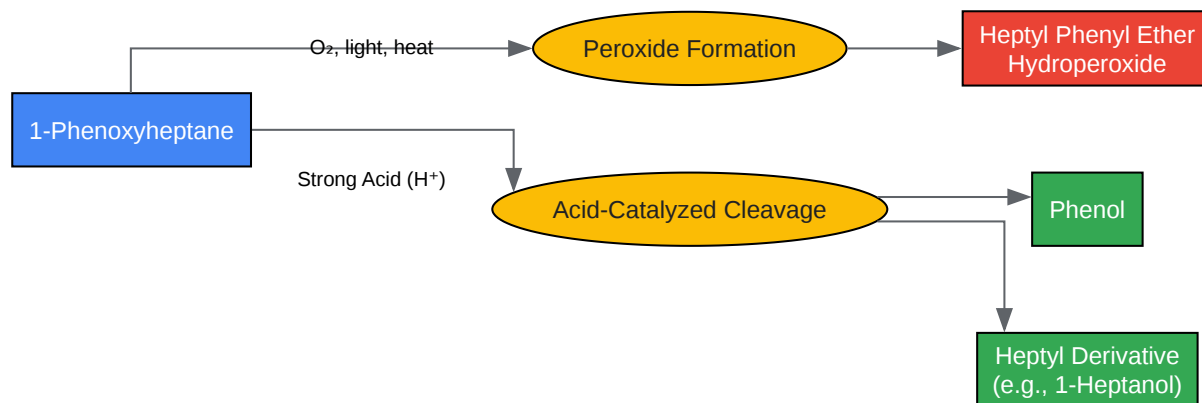 O₂, light, heat
Peroxide Formation
Heptyl Phenyl Ether
Hydroperoxide
1-Phenoxyheptane
Strong Acid (H⁺)
Acid-Catalyzed Cleavage
Phenol
Heptyl Derivative
(e.g., 1-Heptanol)